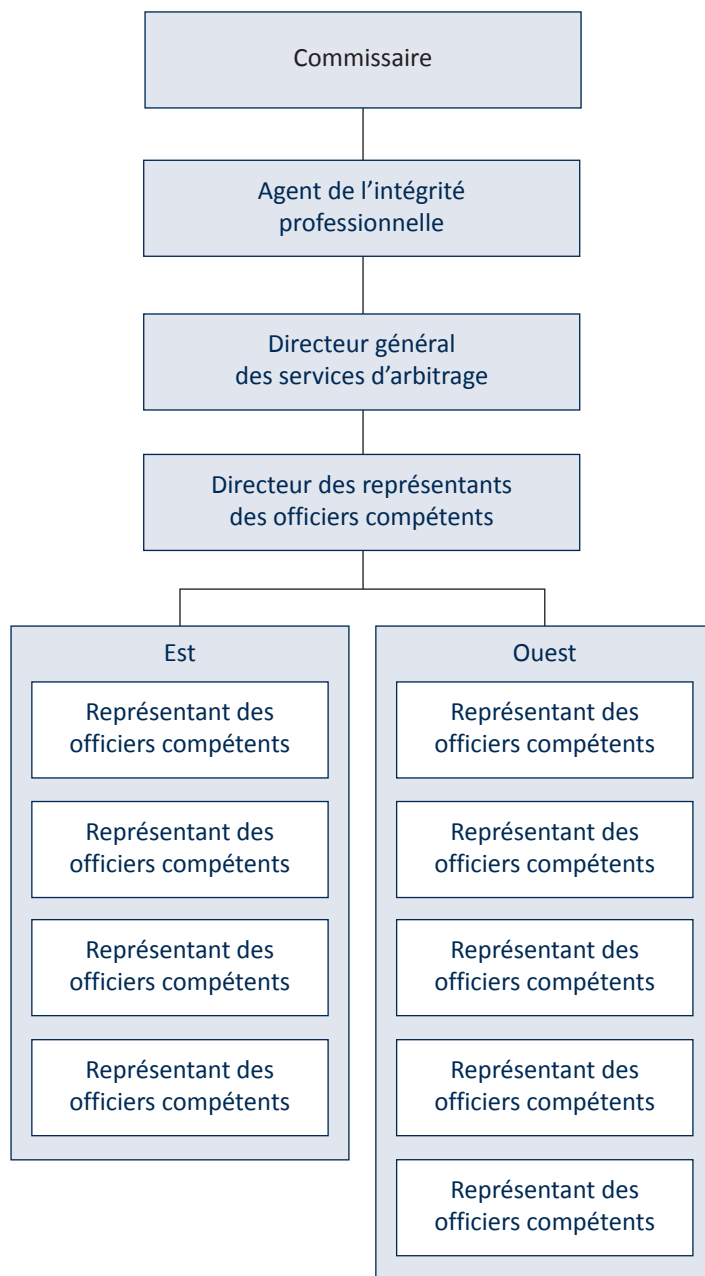 Commissaire
Agent de l’intégrité
professionnelle
Directeur général
des services d’arbitrage
Directeur des représentants
des officiers compétents
Est
Représentant des
officiers compétents
Représentant des
officiers compétents
Représentant des
officiers compétents
Représentant des
officiers compétents
Ouest
Représentant des
officiers compétents
Représentant des
officiers compétents
Représentant des
officiers compétents
Représentant des
officiers compétents
Représentant des
officiers compétents